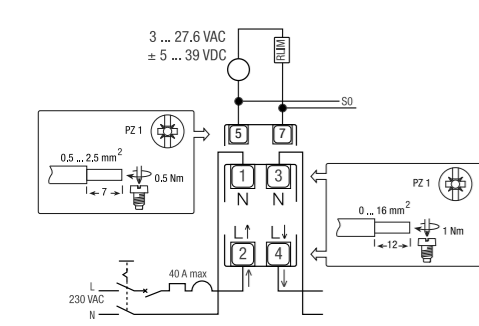 3 ... 27.6 VAC
± 5 ... 39 VDC
RLIM
S0
5 7
PZ 1
0.5 ... 2.5 mm²
7
0.5 Nm
1 3
N N
PZ 1
0 ... 16 mm²
12
1 Nm
L↑ L↓
2 4
40 A max
L
230 VAC
N